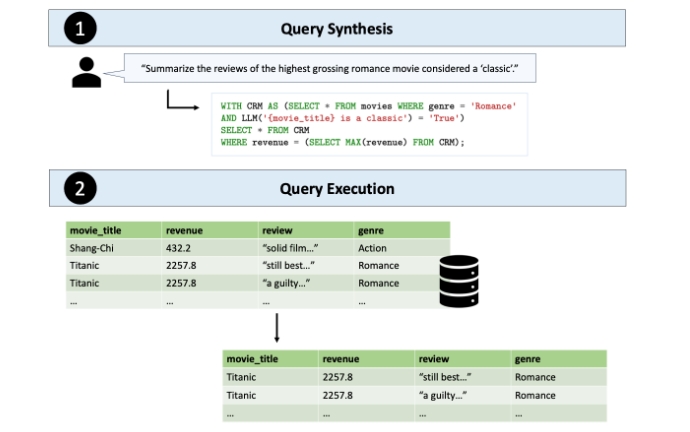 1
Query Synthesis
“Summarize the reviews of the highest grossing romance movie considered a ‘classic’.”
WITH CRM AS (SELECT * FROM movies WHERE genre = 'Romance'
AND LLM('{movie_title} is a classic') = 'True')
SELECT * FROM CRM
WHERE revenue = (SELECT MAX(revenue) FROM CRM);
2
Query Execution
movie_title revenue review genre
Shang-Chi 432.2 “solid film…” Action
Titanic 2257.8 “still best…” Romance
Titanic 2257.8 “a guilty…” Romance
… … … …
movie_title revenue review genre
Titanic 2257.8 “still best…” Romance
Titanic 2257.8 “a guilty…” Romance
… … … …